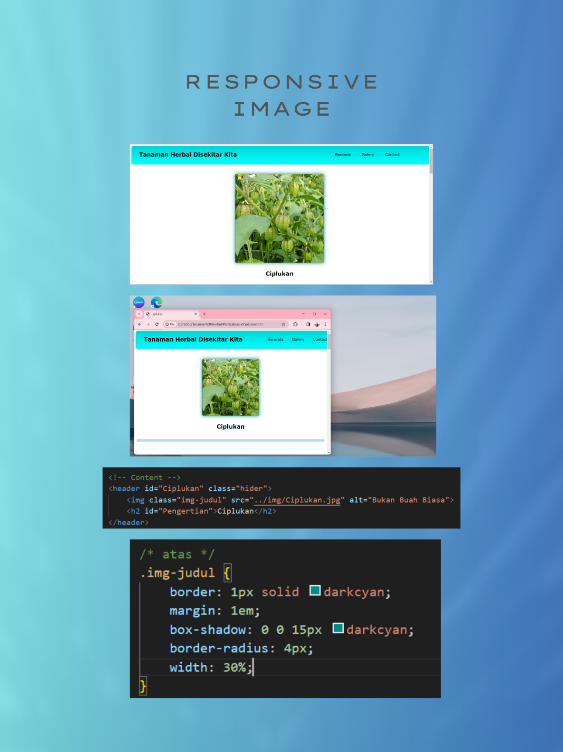 RESPONSIVE
IMAGE
Tanaman Herbal Disekitar Kita
Beranda Galery Contact
Ciplukan
Tanaman Herbal Disekitar Kita
Beranda Galery Contact
Ciplukan
<!-- Content -->
<header id="Ciplukan" class="hider">
<img class="img-judul" src="../img/Ciplukan.jpg" alt="Bukan Buah Biasa">
<h2 id="Pengertian">Ciplukan</h2>
</header>
/* atas */
.img-judul {
border: 1px solid darkcyan;
margin: 1em;
box-shadow: 0 0 15px darkcyan;
border-radius: 4px;
width: 30%;
}